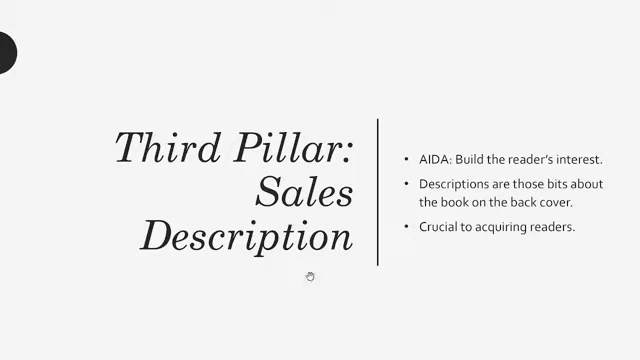 Third Pillar:
Sales
Description
• AIDA: Build the reader's interest.
• Descriptions are those bits about
the book on the back cover.
• Crucial to acquiring readers.